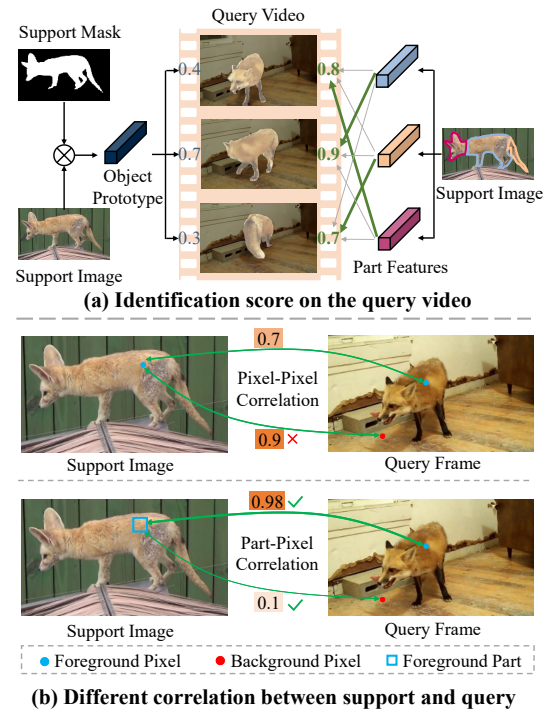 Query Video
Support Mask
0.4
0.8
Object
Prototype
0.7
0.9
Support Image
0.3
0.7
Support Image
Part Features
(a) Identification score on the query video
0.7
Pixel-Pixel
Correlation
0.9
Support Image
Query Frame
0.98
Part-Pixel
Correlation
0.1
Support Image
Query Frame
Foreground Pixel
Background Pixel
Foreground Part
(b) Different correlation between support and query